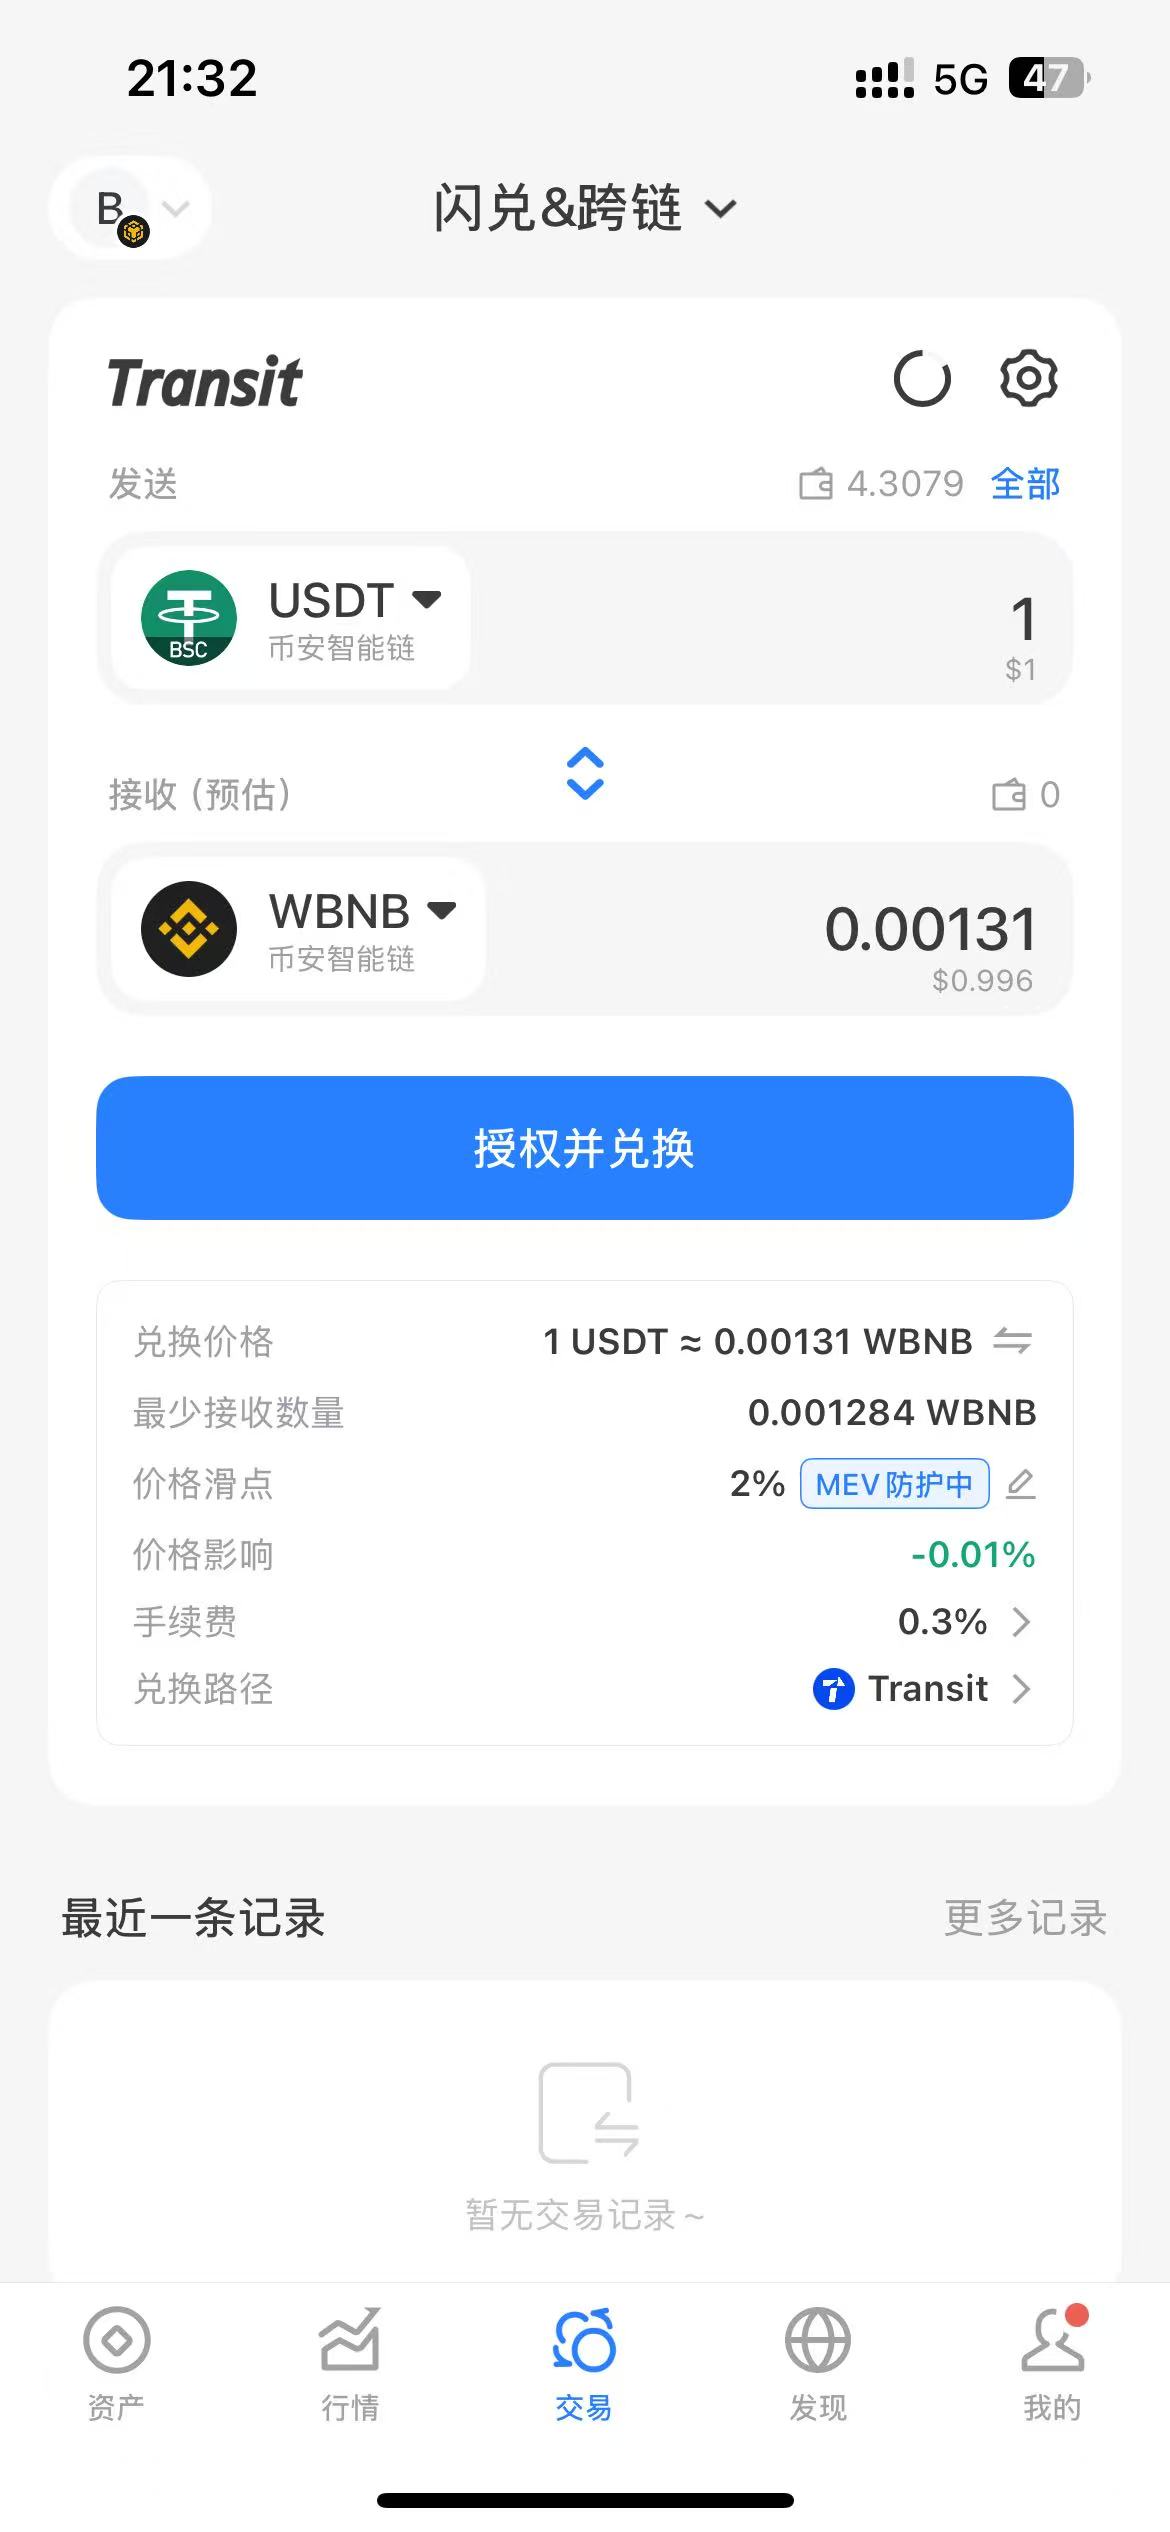 21:32 5G 47
B 闪兑&跨链
Transit
发送 4.3079 全部
USDT 1
BSC 币安智能链 $1
接收 (预估) 0
WBNB 0.00131
币安智能链 $0.996
授权并兑换
兑换价格 1 USDT ≈ 0.00131 WBNB
最少接收数量 0.001284 WBNB
价格滑点 2% MEV 防护中
价格影响 -0.01%
手续费 0.3%
兑换路径 Transit
最近一条记录 更多记录
暂无交易记录 ~
资产 行情 交易 发现 我的